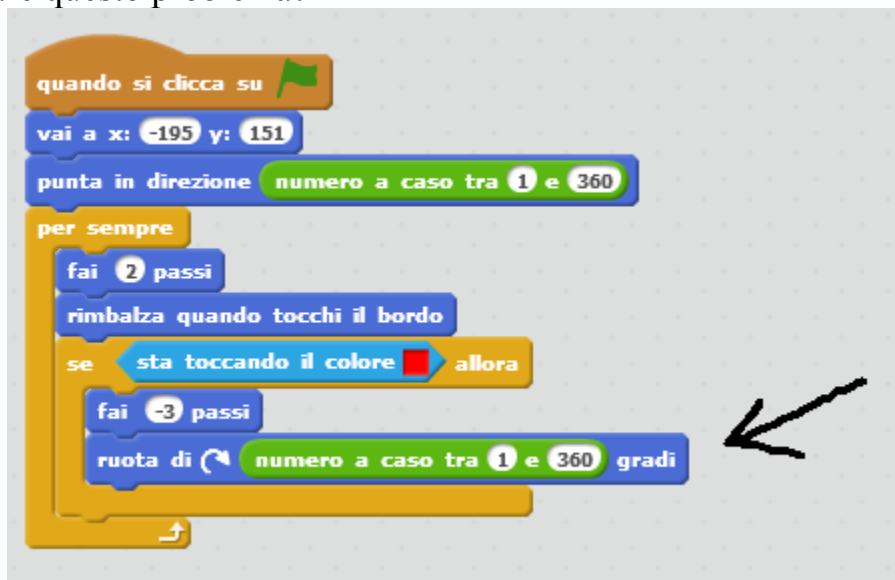 quando si clicca su
vai a x: -195 y: 151
punta in direzione numero a caso tra 1 e 360
per sempre
fai 2 passi
rimbalza quando tocchi il bordo
se sta toccando il colore allora
fai -3 passi
ruota di numero a caso tra 1 e 360 gradi